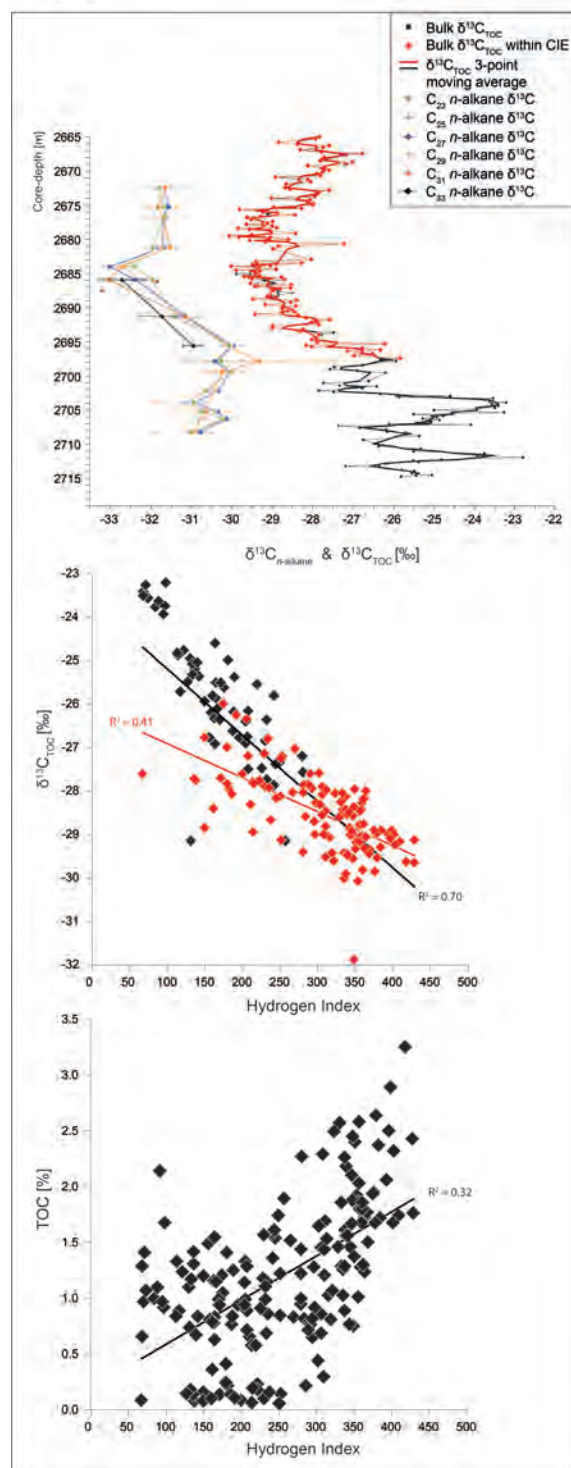 Bulk δ¹³C_TOC
Bulk δ¹³C_TOC within CIE
δ¹³C_TOC 3-point
moving average
C₂₃ n-alkane δ¹³C
C₂₅ n-alkane δ¹³C
C₂₇ n-alkane δ¹³C
C₂₉ n-alkane δ¹³C
C₃₁ n-alkane δ¹³C
C₃₃ n-alkane δ¹³C
Core-depth [m]
2665
2670
2675
2680
2685
2690
2695
2700
2705
2710
2715
-33 -32 -31 -30 -29 -28 -27 -26 -25 -24 -23 -22
δ¹³C_n-alkane & δ¹³C_TOC [‰]
-23
-24
-25
-26
-27
-28
-29
-30
-31
-32
δ¹³C_TOC [‰]
R² = 0.41
R² = 0.70
0 50 100 150 200 250 300 350 400 450 500
Hydrogen Index
3.5
3.0
2.5
2.0
1.5
1.0
0.5
0.0
TOC [%]
R² = 0.32
0 50 100 150 200 250 300 350 400 450 500
Hydrogen Index